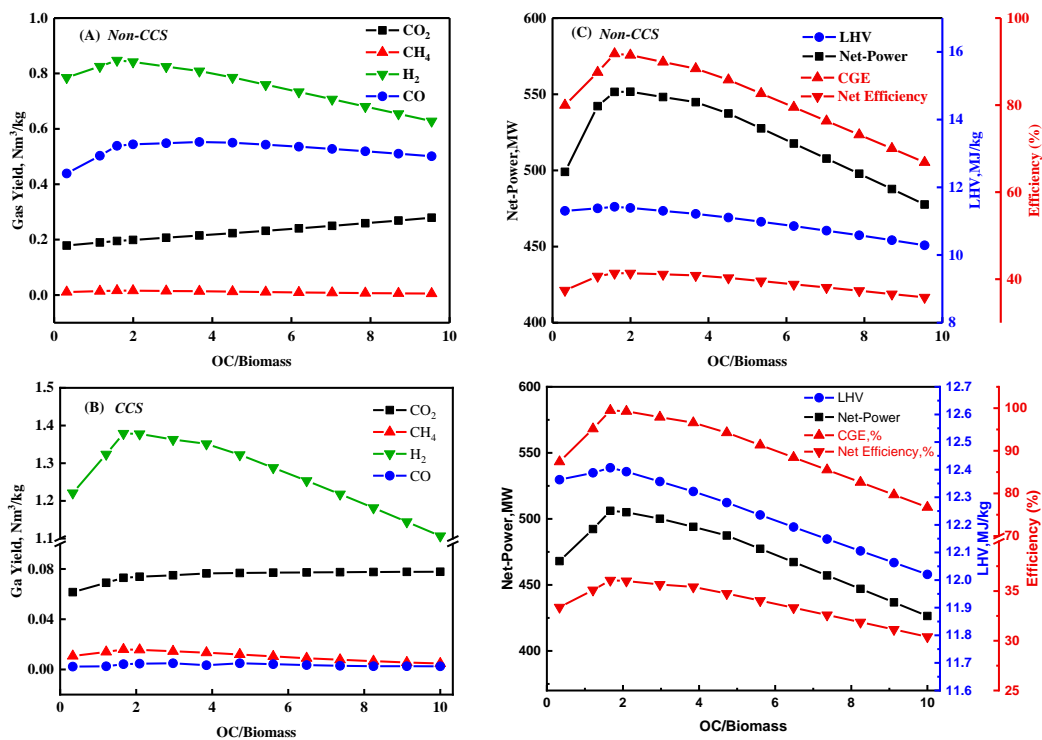 (A) Non-CCS
CO2
CH4
H2
CO
1.0
0.8
0.6
0.4
0.2
0.0
Gas Yield, Nm3/kg
0 2 4 6 8 10
OC/Biomass
(C) Non-CCS
LHV
Net-Power
CGE
Net Efficiency
600
550
500
450
400
Net-Power,MW
16
14
12
10
8
LHV,MJ/kg
100
80
60
40
Efficiency (%)
0 2 4 6 8 10
OC/Biomass
(B) CCS
CO2
CH4
H2
CO
1.5
1.4
1.3
1.2
1.1
0.08
0.04
0.00
Ga Yield, Nm3/kg
0 2 4 6 8 10
OC/Biomass
LHV
Net-Power
CGE,%
Net Efficiency,%
600
550
500
450
400
Net-Power,MW
12.7
12.6
12.5
12.4
12.3
12.2
12.1
12.0
11.9
11.8
11.7
11.6
LHV,MJ/kg
100
90
80
70
35
30
25
Efficiency (%)
0 2 4 6 8 10
OC/Biomass